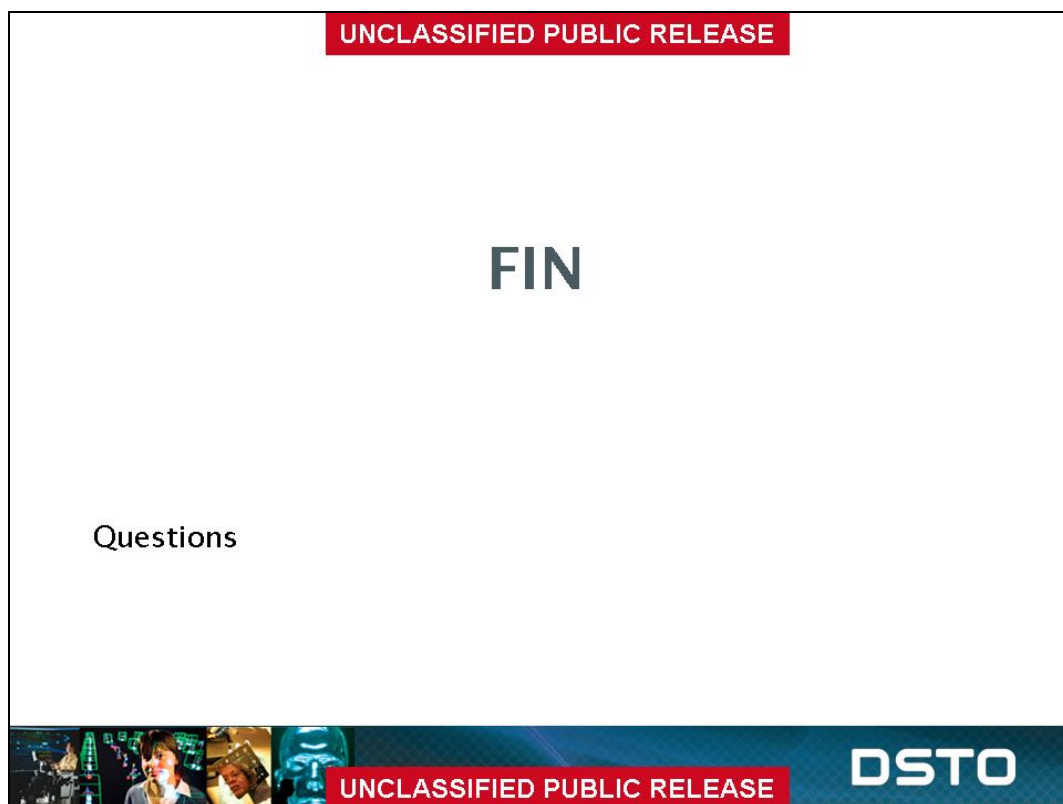 UNCLASSIFIED PUBLIC RELEASE
FIN
Questions
DSTO
UNCLASSIFIED PUBLIC RELEASE